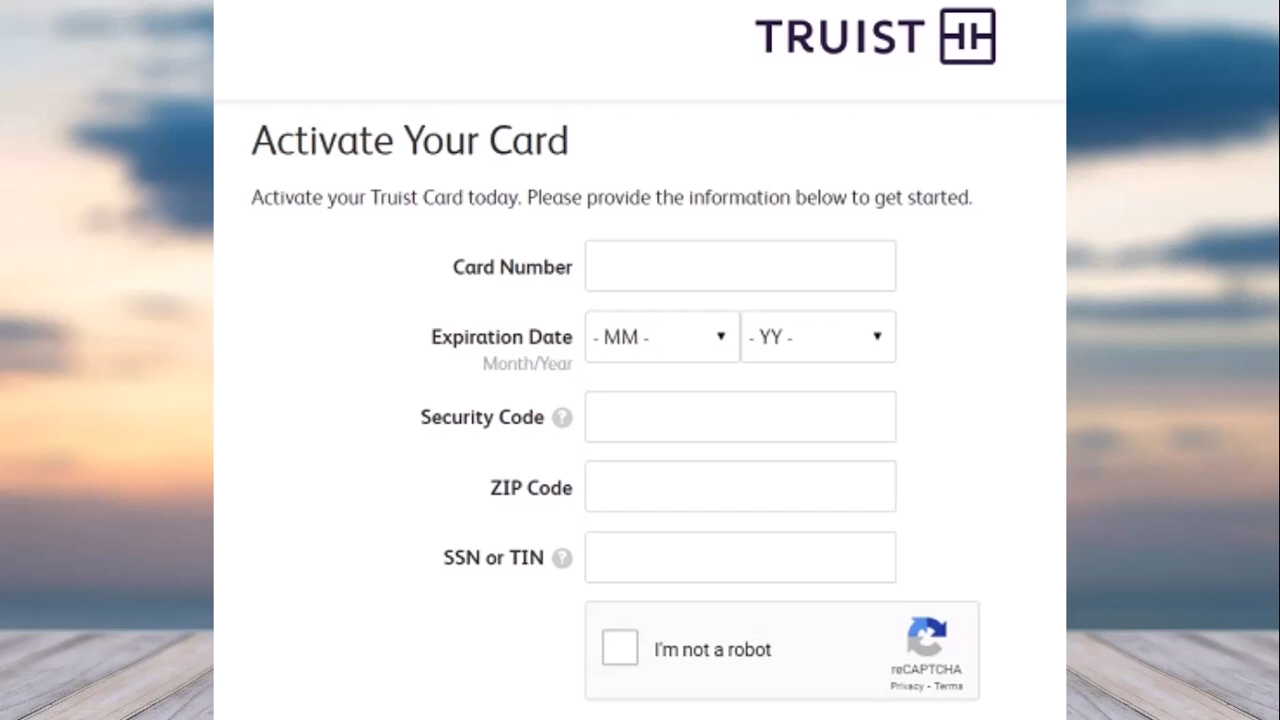 TRUIST
Activate Your Card
Activate your Truist Card today. Please provide the information below to get started.
Card Number
Expiration Date - MM - - YY -
Month/Year
Security Code ?
ZIP Code
SSN or TIN ?
I'm not a robot
reCAPTCHA
Privacy - Terms